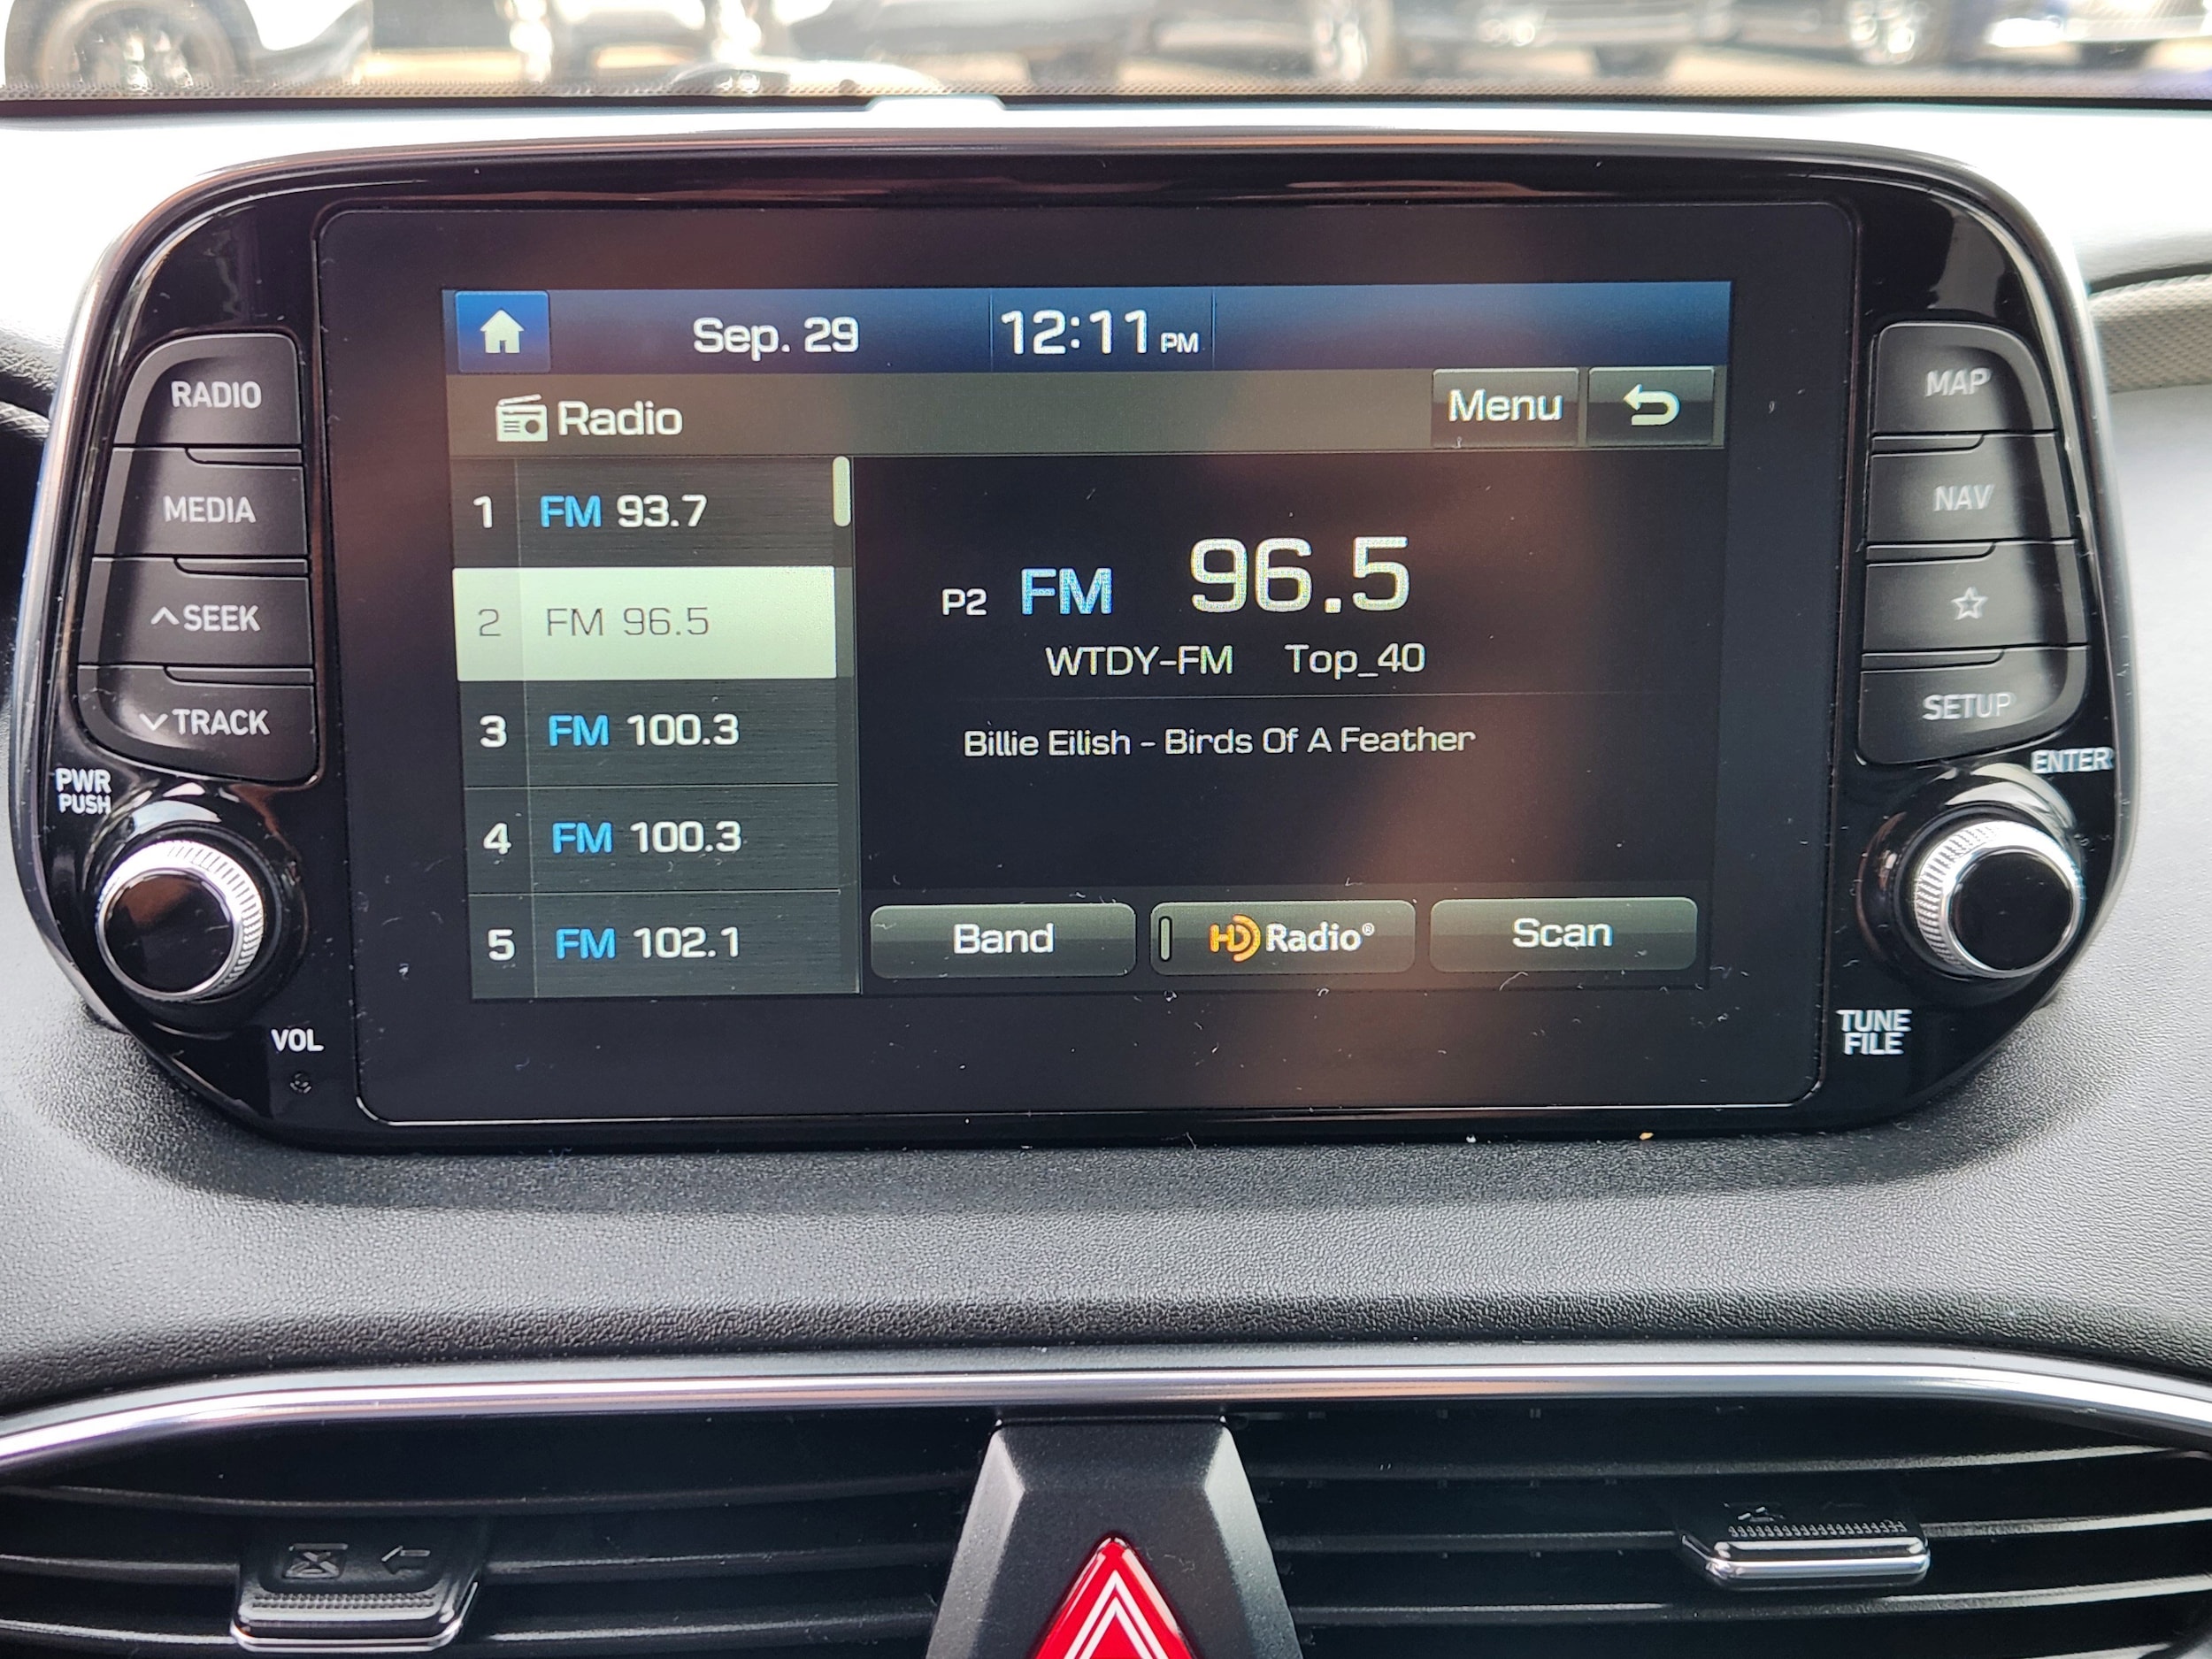 Sep. 29 12:11 PM
Radio Menu
1 FM 93.7
2 FM 96.5
3 FM 100.3
4 FM 100.3
5 FM 102.1
P2 FM 96.5
WTDY-FM Top_40
Billie Eilish - Birds Of A Feather
Band HD Radio® Scan
RADIO
MEDIA
SEEK
TRACK
PWR
PUSH
VOL
MAP
NAV
SETUP
ENTER
TUNE
FILE